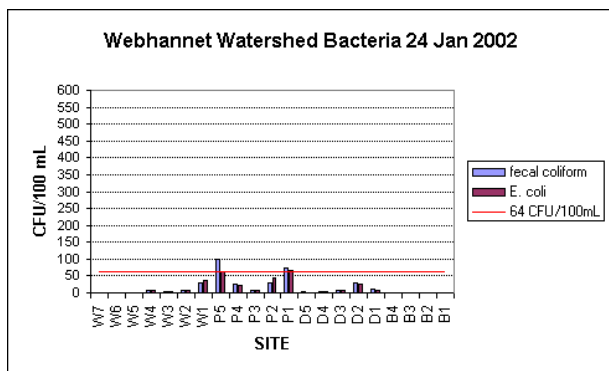 Webhannet Watershed Bacteria 24 Jan 2002
CFU/100 mL
600
550
500
450
400
350
300
250
200
150
100
50
0
W7 W6 W5 W4 W3 W2 W1 P5 P4 P3 P2 P1 D5 D4 D3 D2 D1 B4 B3 B2 B1
SITE
fecal coliform
E. coli
64 CFU/100mL